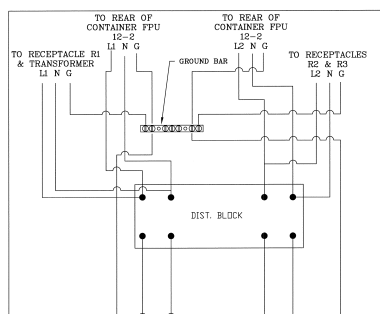 TO REAR OF
CONTAINER FPU
12-2
L1 N G
TO REAR OF
CONTAINER FPU
12-2
L2 N G
TO RECEPTACLE R1
& TRANSFORMER
L1 N G
GROUND BAR
TO RECEPTACLES
R2 & R3
L2 N G
DIST. BLOCK